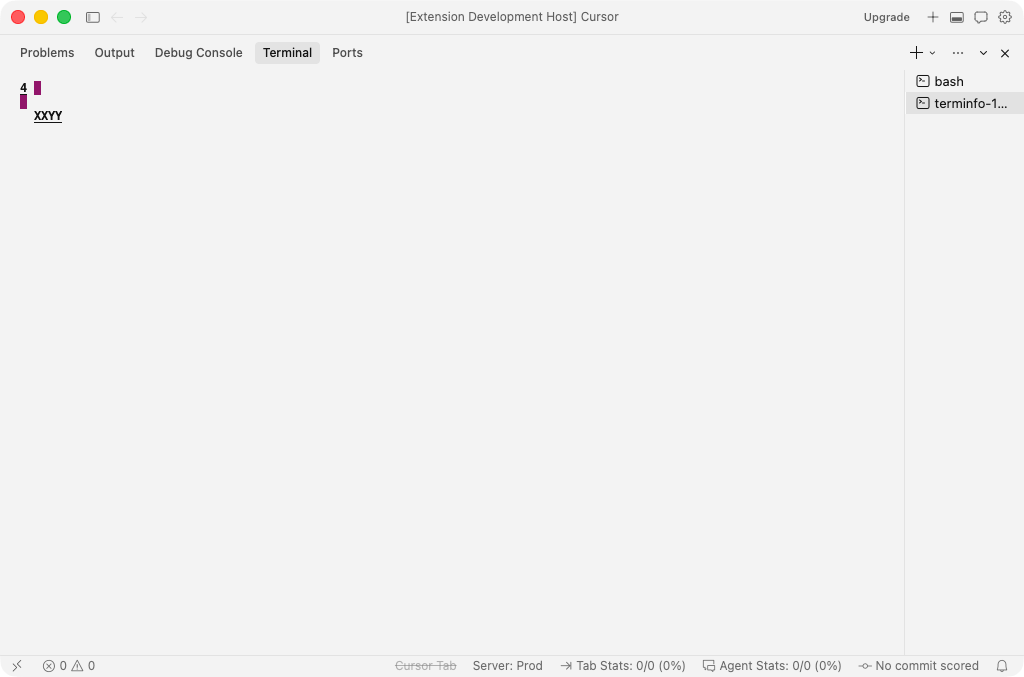 [Extension Development Host] Cursor
Upgrade
Problems Output Debug Console Terminal Ports
4
XXYY
bash
terminfo-1...
0 0 Cursor Tab Server: Prod Tab Stats: 0/0 (0%) Agent Stats: 0/0 (0%) No commit scored